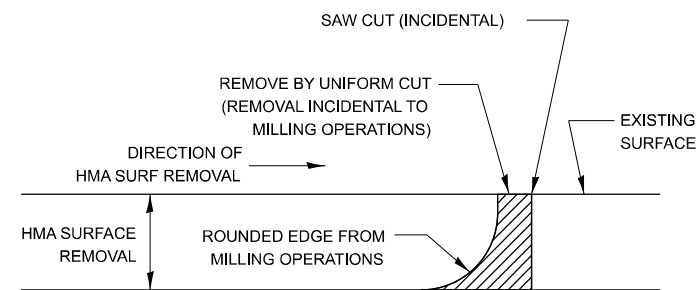 SAW CUT (INCIDENTAL)
REMOVE BY UNIFORM CUT
(REMOVAL INCIDENTAL TO
MILLING OPERATIONS)
EXISTING
SURFACE
DIRECTION OF
HMA SURF REMOVAL
HMA SURFACE
REMOVAL
ROUNDED EDGE FROM
MILLING OPERATIONS